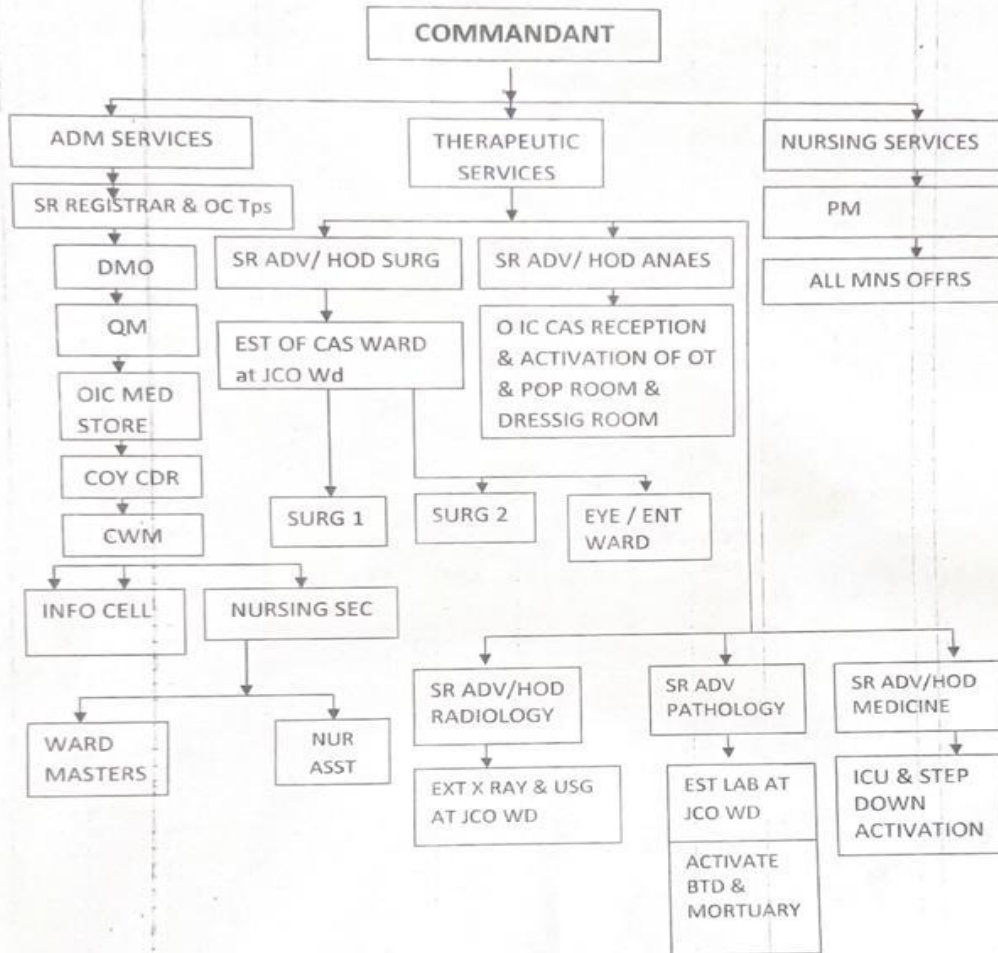 COMMANDANT
ADM SERVICES
THERAPEUTIC
SERVICES
NURSING SERVICES
SR REGISTRAR & OC Tps
PM
DMO
SR ADV/ HOD SURG
SR ADV/ HOD ANAES
ALL MNS OFFRS
QM
EST OF CAS WARD
at JCO Wd
O IC CAS RECEPTION
& ACTIVATION OF OT
& POP ROOM &
DRESSIG ROOM
OIC MED
STORE
COY CDR
CWM
SURG 1
SURG 2
EYE / ENT
WARD
INFO CELL
NURSING SEC
SR ADV/HOD
RADIOLOGY
SR ADV
PATHOLOGY
SR ADV/HOD
MEDICINE
WARD
MASTERS
NUR
ASST
EXT X RAY & USG
AT JCO WD
EST LAB AT
JCO WD
ICU & STEP
DOWN
ACTIVATION
ACTIVATE
BTD &
MORTUARY